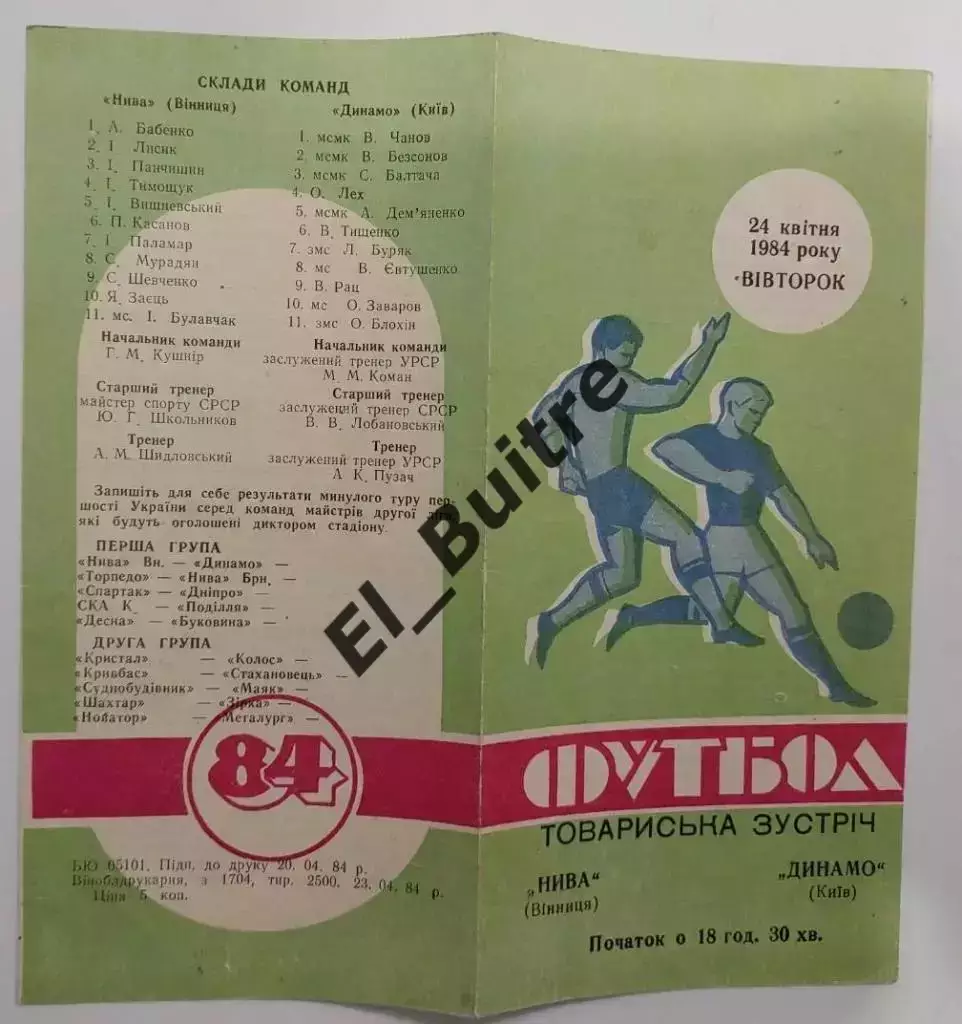 СКЛАДИ КОМАНД
«Нива» (Вінниця)
1. А. Бабенко
2. І Лисик
3. І. Панчишин
4. І. Тимощук
5. І. Вишневський
6. П. Касанов
7. І Паламар
8. С. Мурадян
9. С. Шевченко
10. Я. Заєць
11. мс. І. Булавчак
Начальник команди
Г. М. Кушнір
Старший тренер
майстер спорту СРСР
Ю. Г. Школьников
Тренер
А. М. Шидловський
«Динамо» (Київ)
1. мсмк В. Чанов
2. мсмк В. Безсонов
3. мсмк С. Балтача
4. О. Лех
5. мсмк А. Дем'яненко
6. В. Тищенко
7. змс Л. Буряк
8. мс В. Євтушенко
9. В. Рац
10. мс О. Заваров
11. змс О. Блохін
Начальник команди
заслужений тренер УРСР
М. М. Коман
Старший тренер
заслужений тренер СРСР
В. В. Лобановський
Тренер
заслужений тренер УРСР
А. К. Пузач
Запишіть для себе результати минулого туру пер-
шості України серед команд майстрів другої ліги,
які будуть оголошені диктором стадіону.
ПЕРША ГРУПА
«Нива» Вн. — «Динамо» —
«Торпедо» — «Нива» Брн. —
«Спартак» — «Дніпро» —
СКА К. — «Поділля» —
«Десна» — «Буковина» —
ДРУГА ГРУПА
«Кристал» — «Колос» —
«Кривбас» — «Стахановець» —
«Суднобудівник» — «Маяк» —
«Шахтар» — «Зірка» —
«Новатор» — «Металург» —
84
БЮ 05101. Підп. до друку 20. 04. 84 р.
Віноблдрукарня, з 1704, тир. 2500. 23. 04. 84 р.
Ціна 5 коп.
24 квітня
1984 року
ВІВТОРОК
ФУТБОЛ
ТОВАРИСЬКА ЗУСТРІЧ
„НИВА“
(Вінниця)
„ДИНАМО“
(Київ)
Початок о 18 год. 30 хв.
El_Buitre